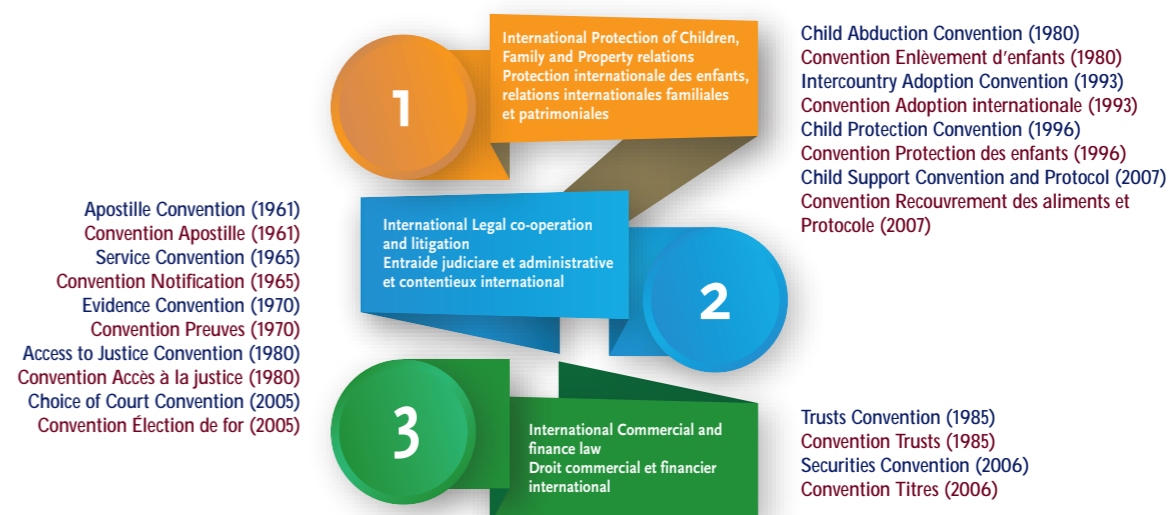 1
International Protection of Children,
Family and Property relations
Protection internationale des enfants,
relations internationales familiales
et patrimoniales
Child Abduction Convention (1980)
Convention Enlèvement d'enfants (1980)
Intercountry Adoption Convention (1993)
Convention Adoption internationale (1993)
Child Protection Convention (1996)
Convention Protection des enfants (1996)
Child Support Convention and Protocol (2007)
Convention Recouvrement des aliments et
Protocole (2007)
Apostille Convention (1961)
Convention Apostille (1961)
Service Convention (1965)
Convention Notification (1965)
Evidence Convention (1970)
Convention Preuves (1970)
Access to Justice Convention (1980)
Convention Accès à la justice (1980)
Choice of Court Convention (2005)
Convention Élection de for (2005)
International Legal co-operation
and litigation
Entraide judiciare et administrative
et contentieux international
2
3
International Commercial and
finance law
Droit commercial et financier
international
Trusts Convention (1985)
Convention Trusts (1985)
Securities Convention (2006)
Convention Titres (2006)